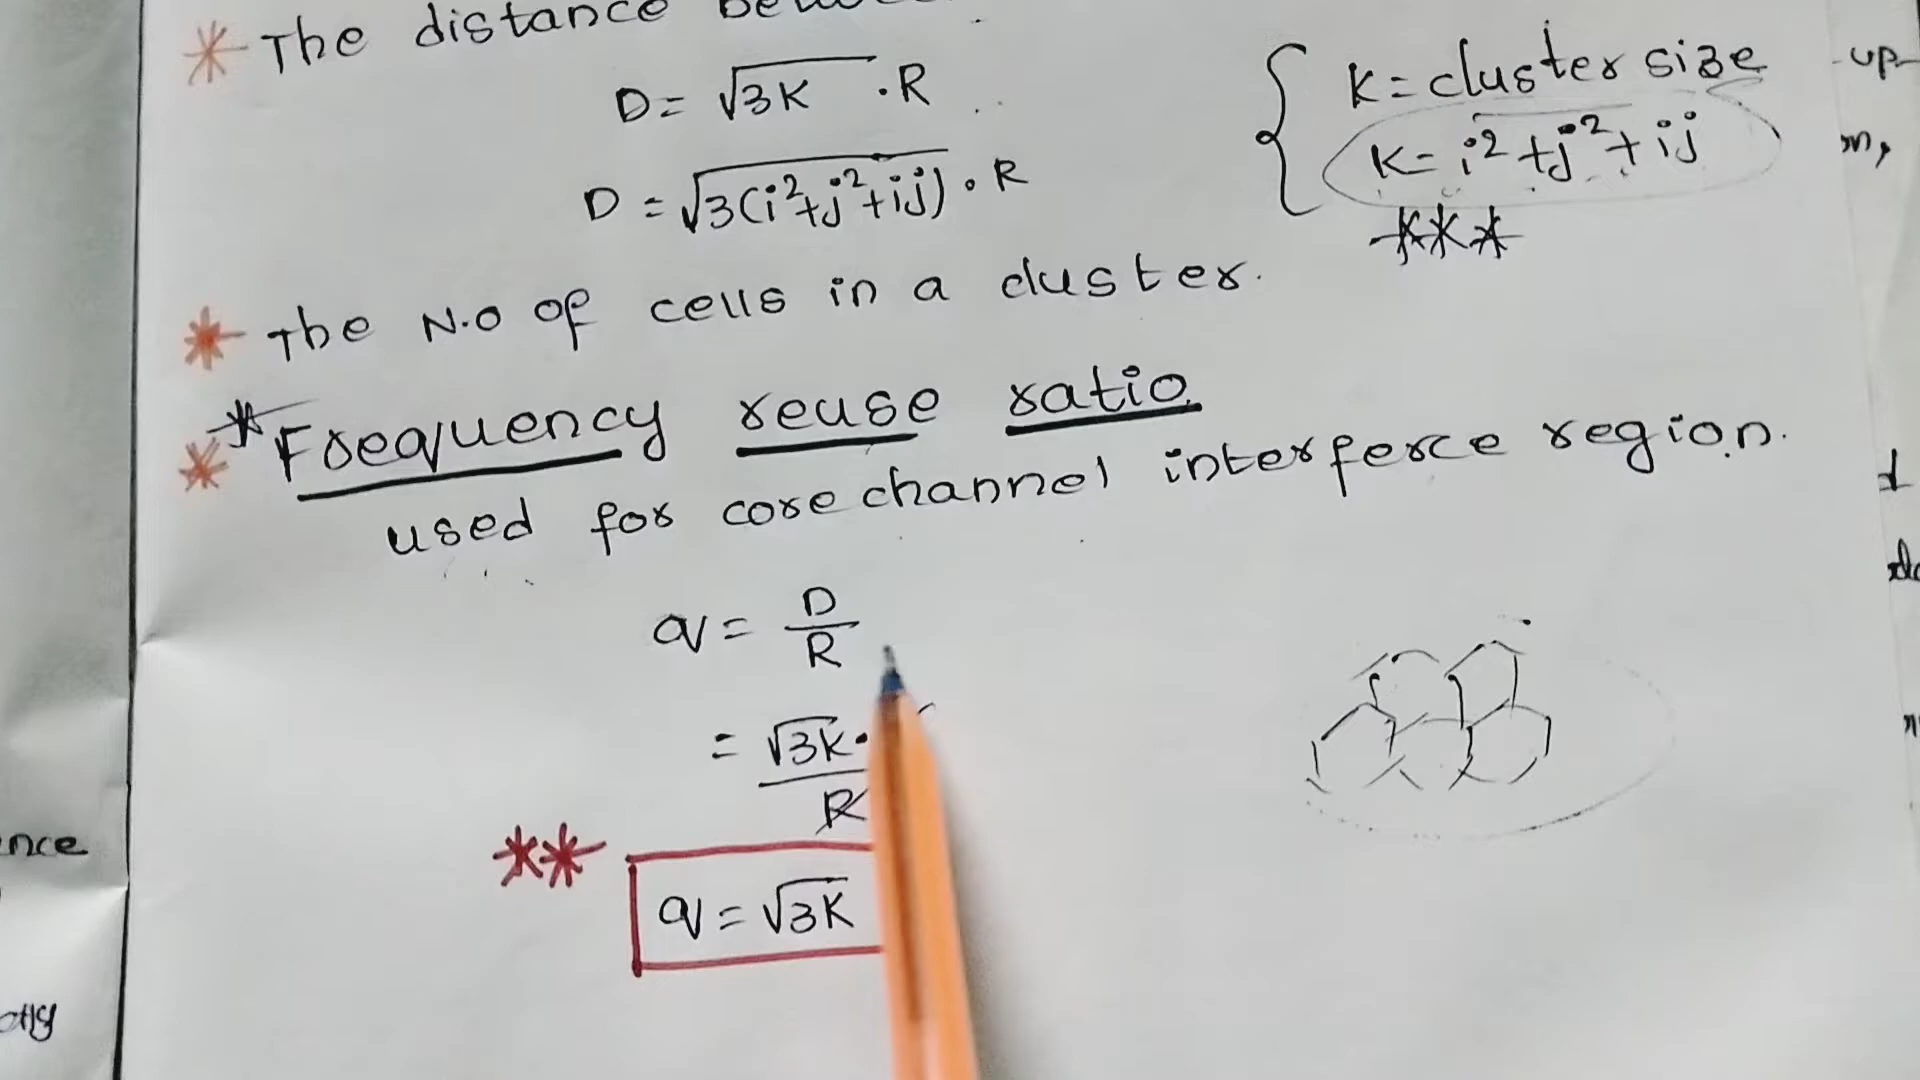 * The distance
D = √3K · R
D = √3(i²+j²+ij) · R
{ K = cluster size
K = i² + j² + ij
***
* The N.O of cells in a cluster.
* * Frequency reuse ratio.
used for core channel interference region.
q = D/R
= √3K ·/R
** q = √3K
up
m,
d
nce